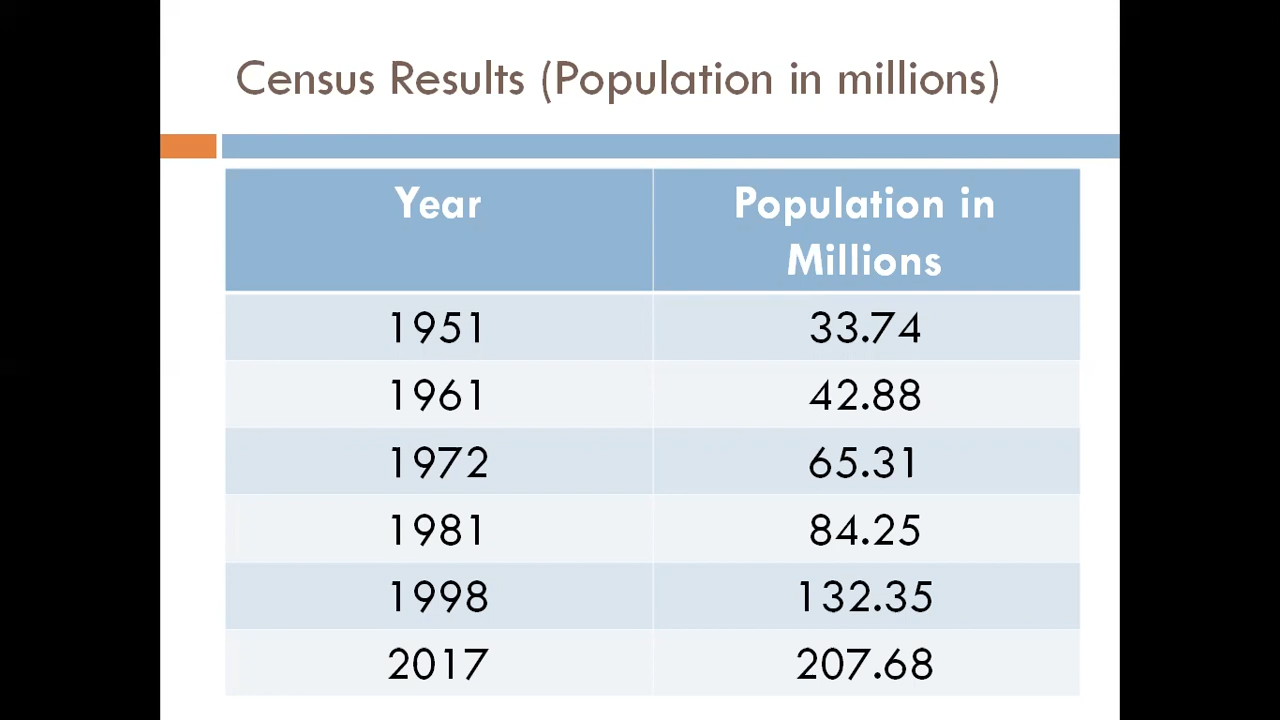 Census Results (Population in millions)
Year
Population in
Millions
1951 33.74
1961 42.88
1972 65.31
1981 84.25
1998 132.35
2017 207.68